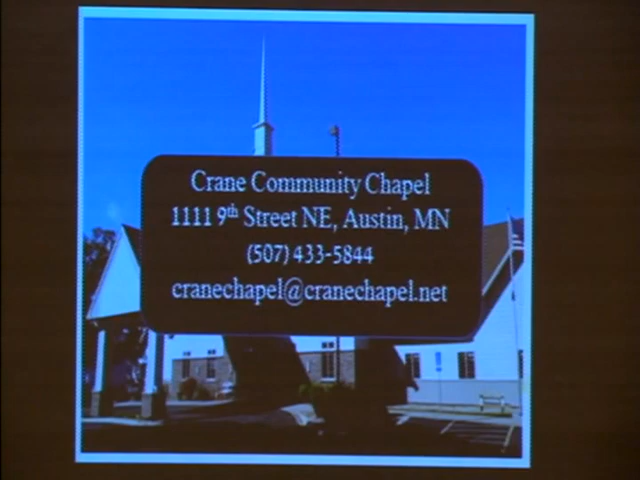 Crane Community Chapel
1111 9th Street NE, Austin, MN
(507) 433-5844
cranechapel@cranechapel.net